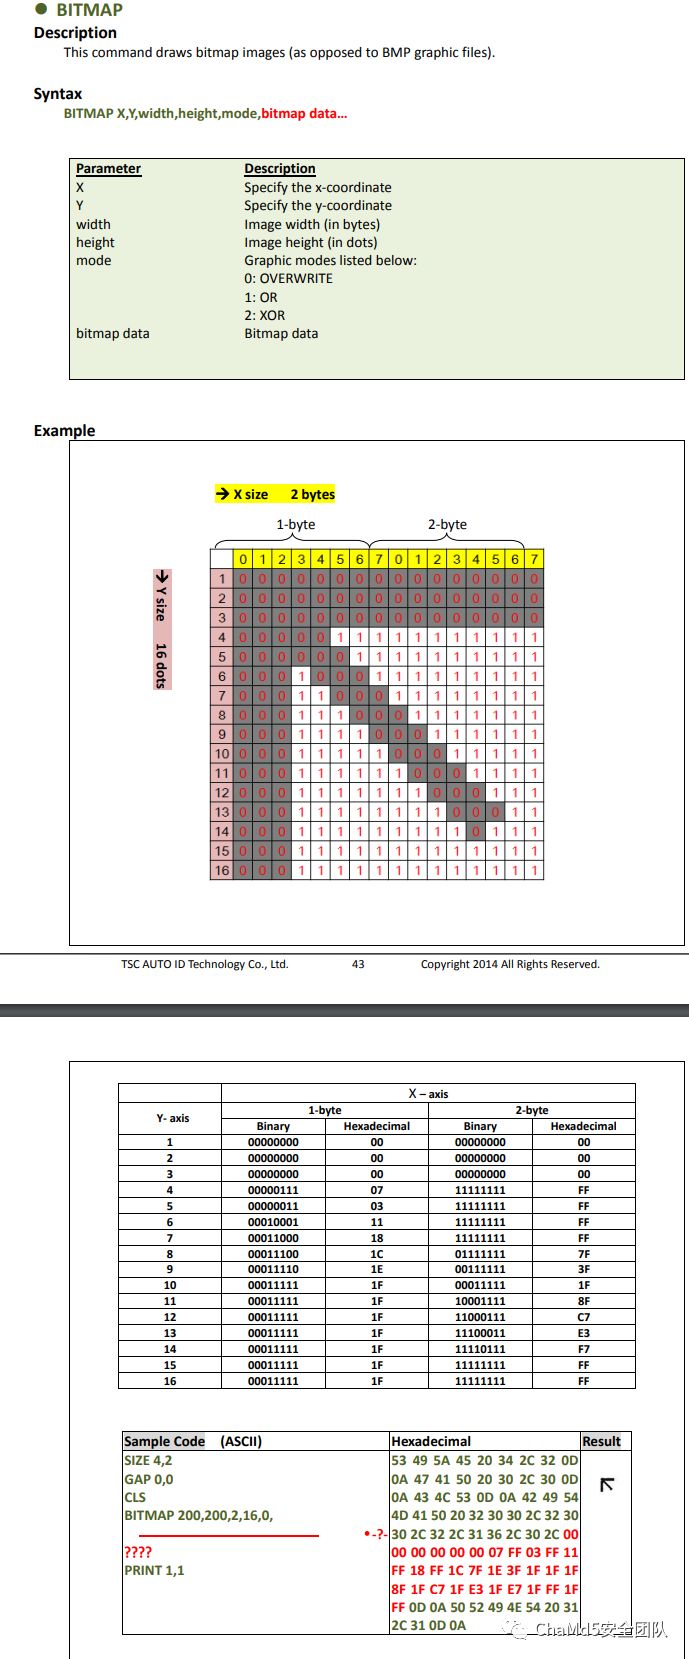 ● BITMAP
Description
This command draws bitmap images (as opposed to BMP graphic files).
Syntax
BITMAP X,Y,width,height,mode,bitmap data...
Parameter Description
X Specify the x-coordinate
Y Specify the y-coordinate
width Image width (in bytes)
height Image height (in dots)
mode Graphic modes listed below:
0: OVERWRITE
1: OR
2: XOR
bitmap data Bitmap data
Example
→ X size 2 bytes
1-byte 2-byte
→ Y size 16 dots
0 1 2 3 4 5 6 7 0 1 2 3 4 5 6 7
1 0 0 0 0 0 0 0 0 0 0 0 0 0 0 0 0
2 0 0 0 0 0 0 0 0 0 0 0 0 0 0 0 0
3 0 0 0 0 0 0 0 0 0 0 0 0 0 0 0 0
4 0 0 0 0 0 1 1 1 1 1 1 1 1 1 1 1
5 0 0 0 0 0 0 1 1 1 1 1 1 1 1 1 1
6 0 0 0 1 0 0 0 1 1 1 1 1 1 1 1 1
7 0 0 0 1 1 0 0 0 1 1 1 1 1 1 1 1
8 0 0 0 1 1 1 0 0 0 1 1 1 1 1 1 1
9 0 0 0 1 1 1 1 0 0 0 1 1 1 1 1 1
10 0 0 0 1 1 1 1 1 0 0 0 1 1 1 1 1
11 0 0 0 1 1 1 1 1 1 0 0 0 1 1 1 1
12 0 0 0 1 1 1 1 1 1 1 0 0 0 1 1 1
13 0 0 0 1 1 1 1 1 1 1 1 0 0 0 1 1
14 0 0 0 1 1 1 1 1 1 1 1 1 0 1 1 1
15 0 0 0 1 1 1 1 1 1 1 1 1 1 1 1 1
16 0 0 0 1 1 1 1 1 1 1 1 1 1 1 1 1
TSC AUTO ID Technology Co., Ltd. 43 Copyright 2014 All Rights Reserved.
X – axis
Y- axis 1-byte 2-byte
Binary Hexadecimal Binary Hexadecimal
1 00000000 00 00000000 00
2 00000000 00 00000000 00
3 00000000 00 00000000 00
4 00000111 07 11111111 FF
5 00000011 03 11111111 FF
6 00010001 11 11111111 FF
7 00011000 18 11111111 FF
8 00011100 1C 01111111 7F
9 00011110 1E 00111111 3F
10 00011111 1F 00011111 1F
11 00011111 1F 10001111 8F
12 00011111 1F 11000111 C7
13 00011111 1F 11100011 E3
14 00011111 1F 11110111 F7
15 00011111 1F 11111111 FF
16 00011111 1F 11111111 FF
Sample Code (ASCII) Hexadecimal Result
SIZE 4,2 53 49 5A 45 20 34 2C 32 0D
GAP 0,0 0A 47 41 50 20 30 2C 30 0D
CLS 0A 43 4C 53 0D 0A 42 49 54
BITMAP 200,200,2,16,0, 4D 41 50 20 32 30 30 2C 32 30
•-?- 30 2C 32 2C 31 36 2C 30 2C 00
???? 00 00 00 00 00 07 FF 03 FF 11
PRINT 1,1 FF 18 FF 1C 7F 1E 3F 1F 1F 1F
8F 1F C7 1F E3 1F E7 1F FF 1F
FF 0D 0A 50 52 49 4E 54 20 31
2C 31 0D 0A
ChaMd5安全团队